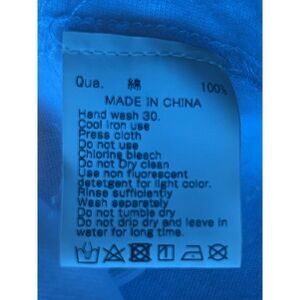 Qua. 綿 100%
MADE IN CHINA
Hand wash 30.
Cool iron use
Press cloth
Do not use
Chlorine bleach
Do not Dry clean
Use non fluorescent
detetgent for light color.
Rinse sufficiently
Wash separately
Do not tumble dry
Do not drip dry and leave in
water for long time.